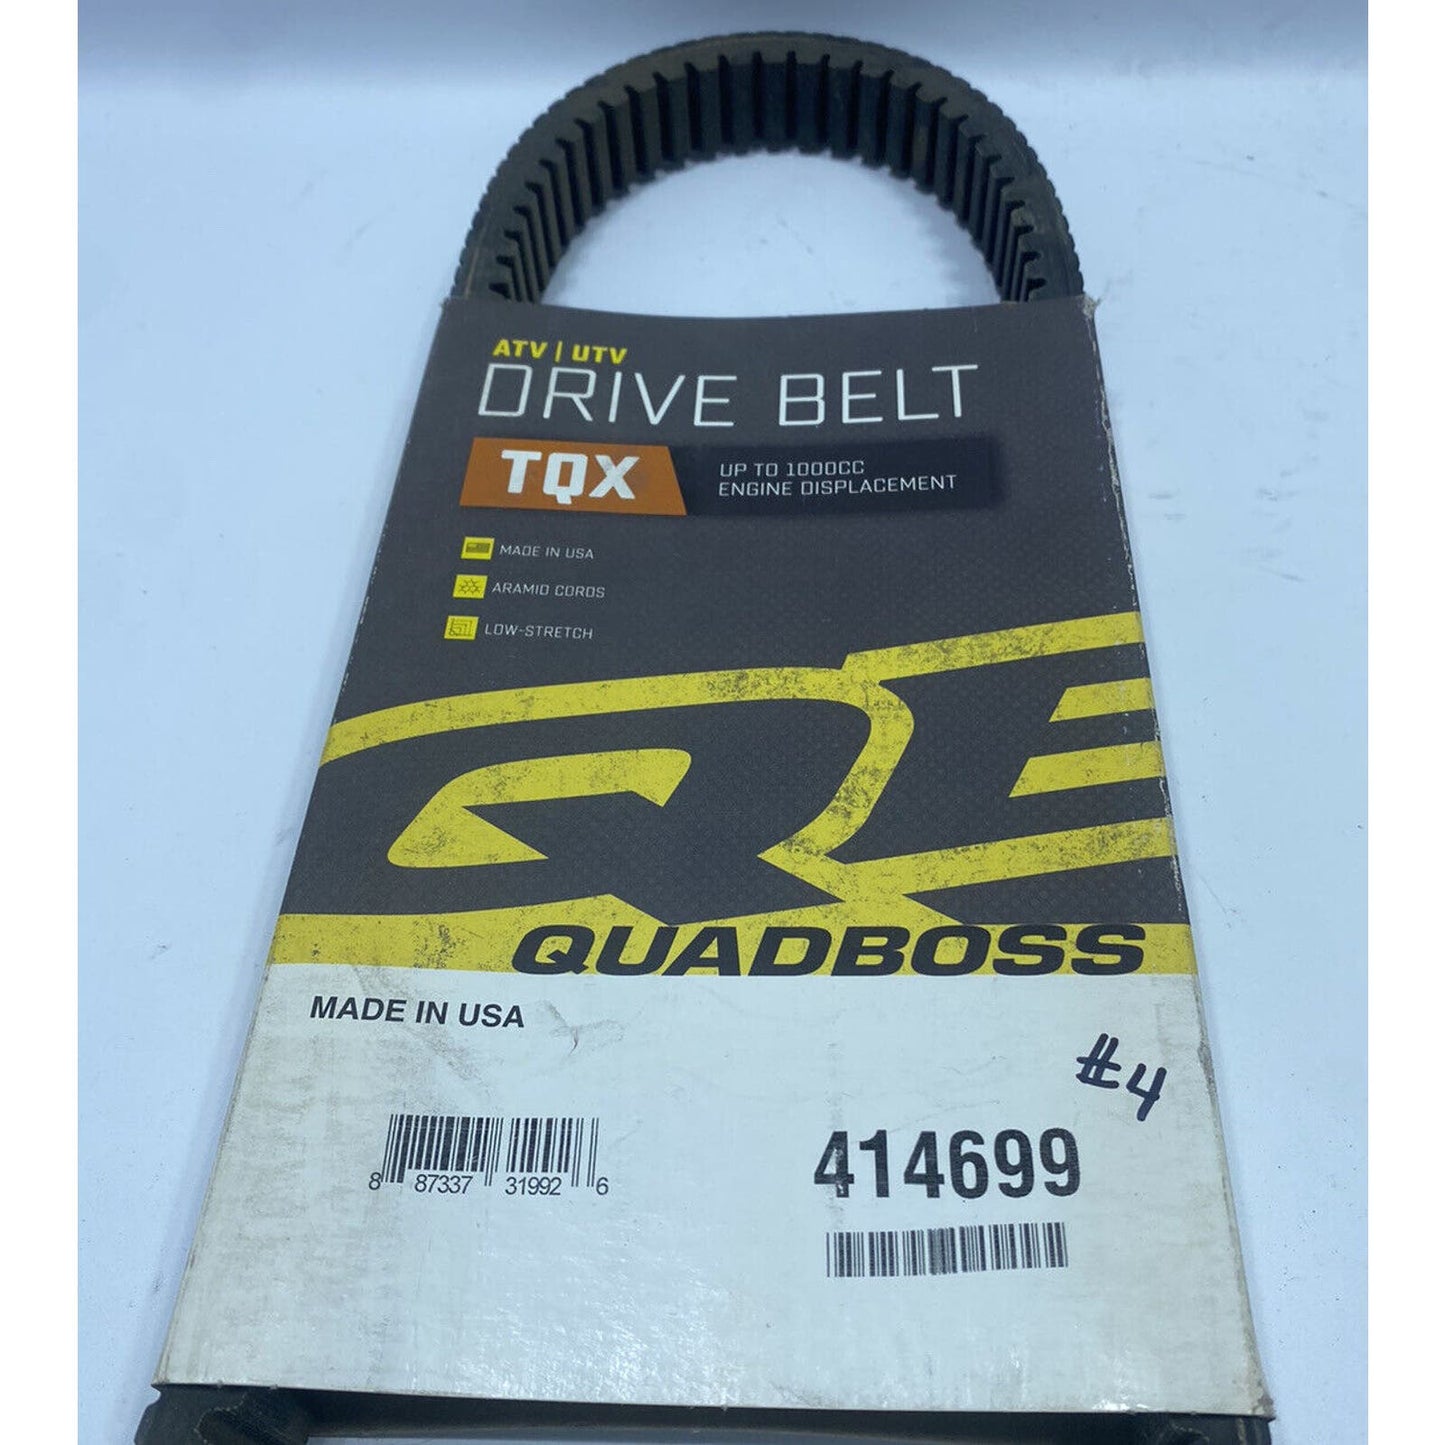 ATV | UTV
DRIVE BELT
TQX
UP TO 1000CC
ENGINE DISPLACEMENT
MADE IN USA
ARAMID CORDS
LOW-STRETCH
QB
QUADBOSS
MADE IN USA
#4
414699
8 87337 31992 6